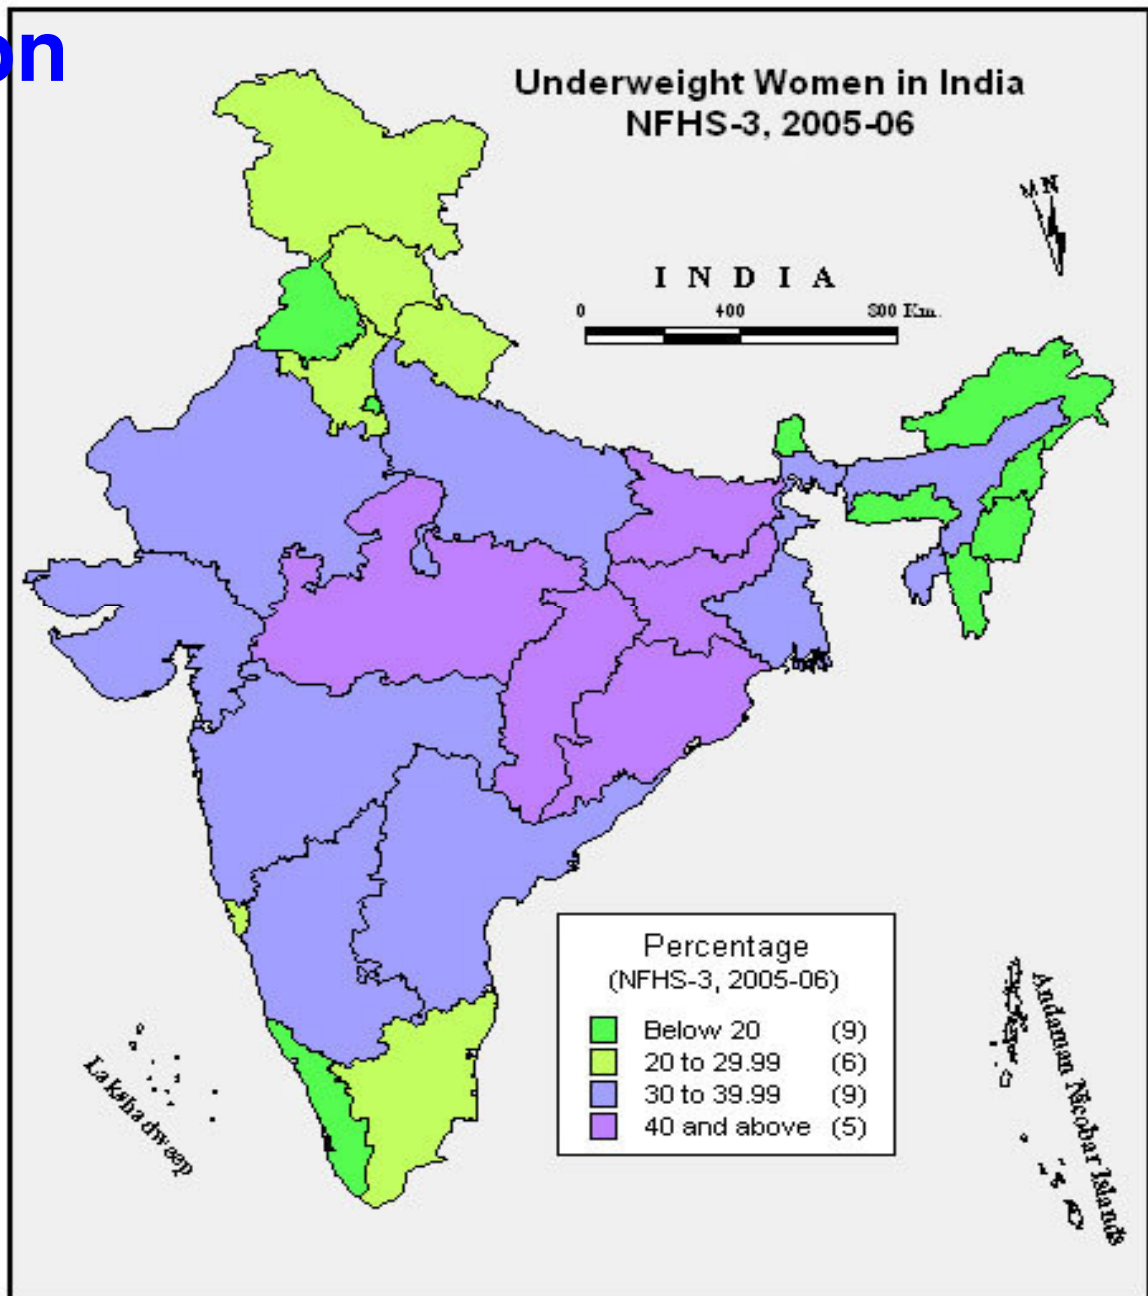 on
Underweight Women in India
NFHS-3, 2005-06
M N
I N D I A
0 400 800 Km.
Percentage
(NFHS-3, 2005-06)
Below 20 (9)
20 to 29.99 (6)
30 to 39.99 (9)
40 and above (5)
Lakshadweep
Andaman Nicobar Islands